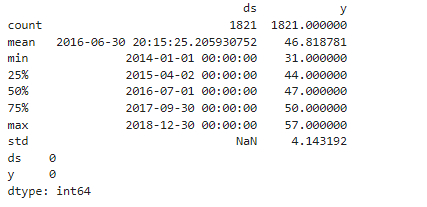 ds y
count 1821 1821.000000
mean 2016-06-30 20:15:25.205930752 46.818781
min 2014-01-01 00:00:00 31.000000
25% 2015-04-02 00:00:00 44.000000
50% 2016-07-01 00:00:00 47.000000
75% 2017-09-30 00:00:00 50.000000
max 2018-12-30 00:00:00 57.000000
std NaN 4.143192
ds 0
y 0
dtype: int64